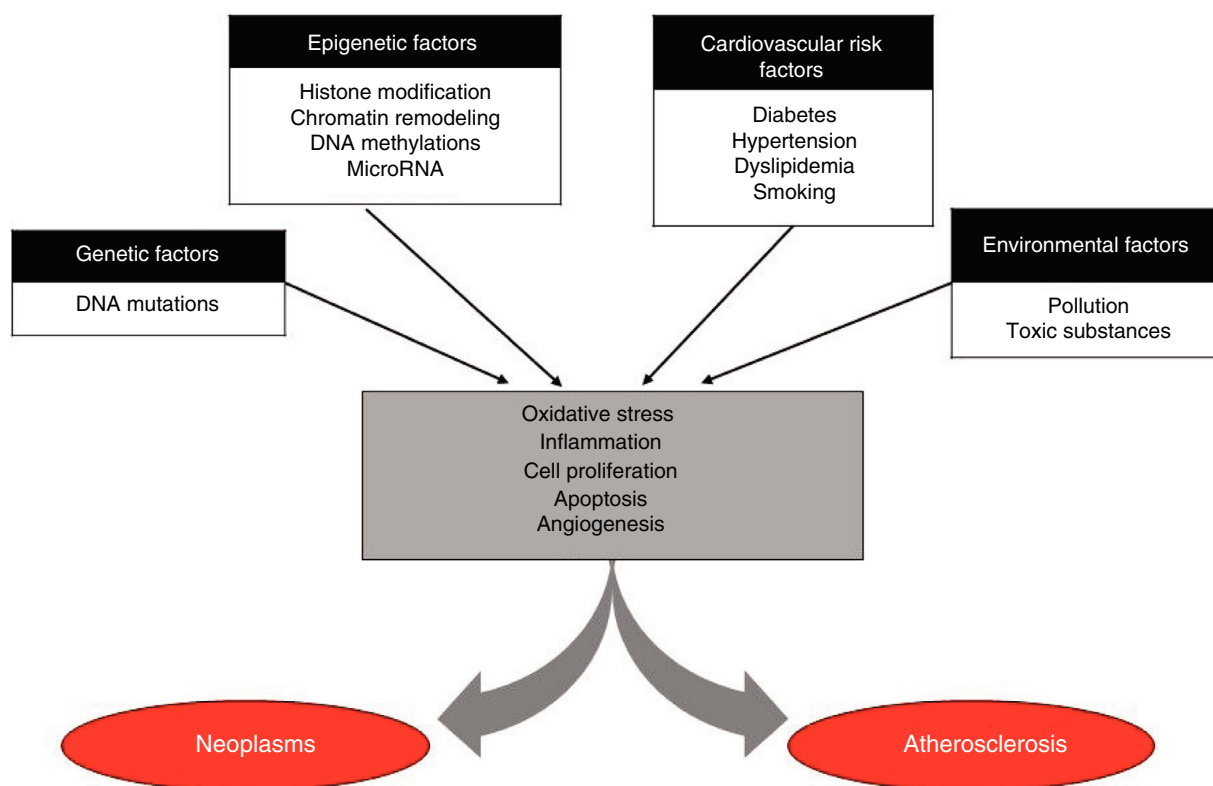 Epigenetic factors
Histone modification
Chromatin remodeling
DNA methylations
MicroRNA
Cardiovascular risk
factors
Diabetes
Hypertension
Dyslipidemia
Smoking
Genetic factors
DNA mutations
Environmental factors
Pollution
Toxic substances
Oxidative stress
Inflammation
Cell proliferation
Apoptosis
Angiogenesis
Neoplasms
Atherosclerosis